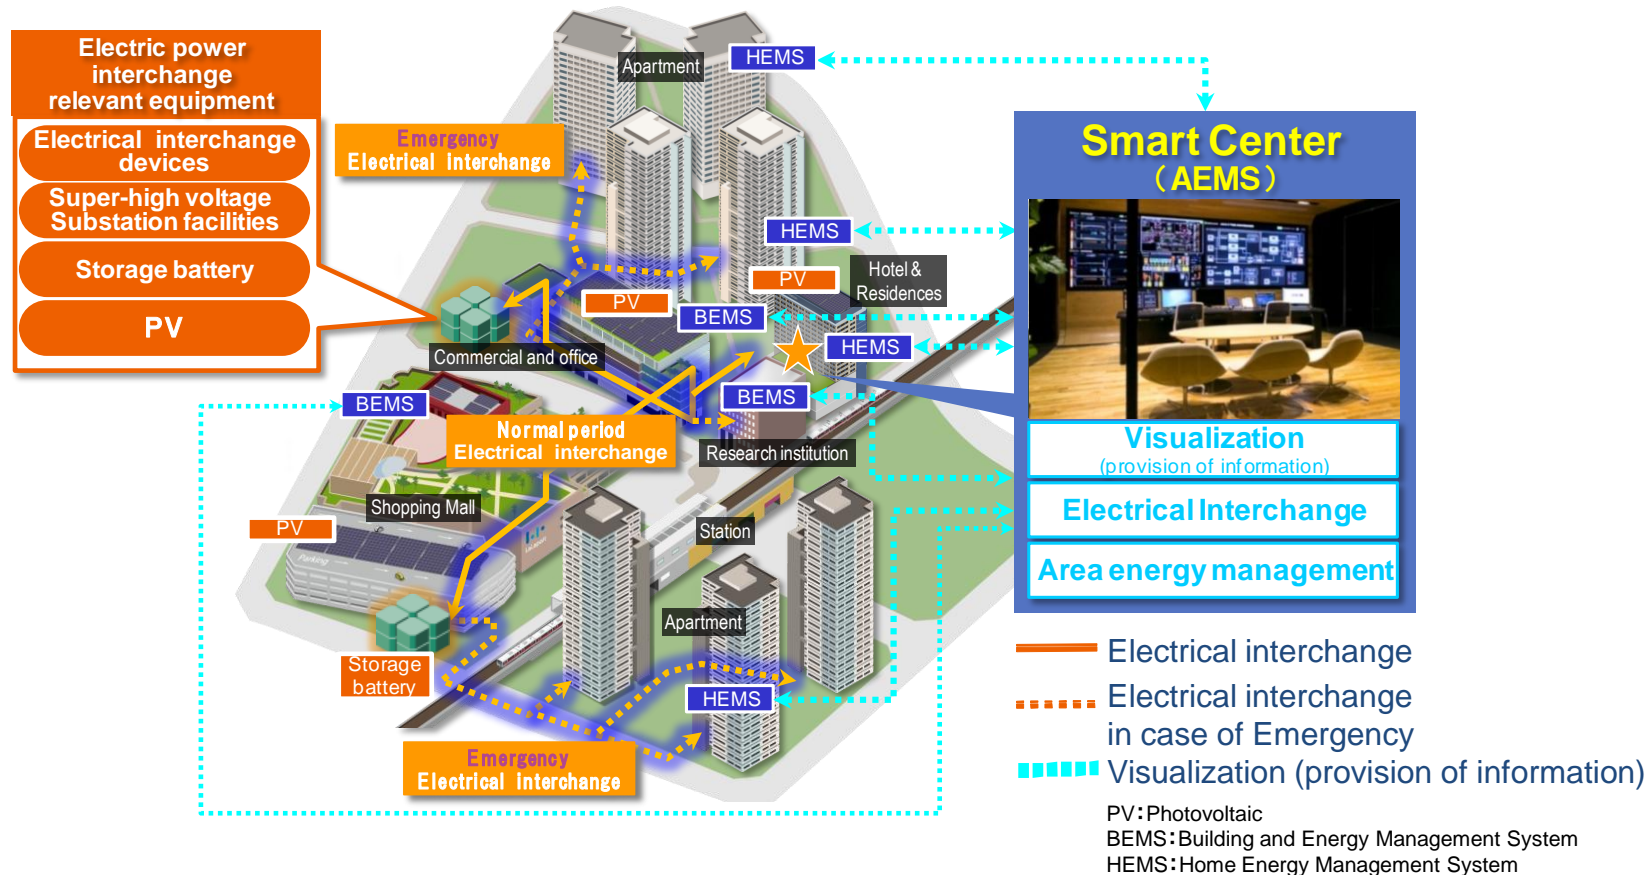 Electric power
interchange
relevant equipment
Electrical interchange
devices
Super-high voltage
Substation facilities
Storage battery
PV
Apartment
HEMS
Emergency
Electrical interchange
HEMS
PV
PV
Hotel &
Residences
BEMS
HEMS
Commercial and office
BEMS
BEMS
Normal period
Electrical interchange
Research institution
Shopping Mall
PV
Station
Parking
Apartment
Storage
battery
HEMS
Emergency
Electrical interchange
Smart Center
（AEMS）
Visualization
(provision of information)
Electrical Interchange
Area energy management
Electrical interchange
Electrical interchange
in case of Emergency
Visualization (provision of information)
PV：Photovoltaic
BEMS：Building and Energy Management System
HEMS：Home Energy Management System